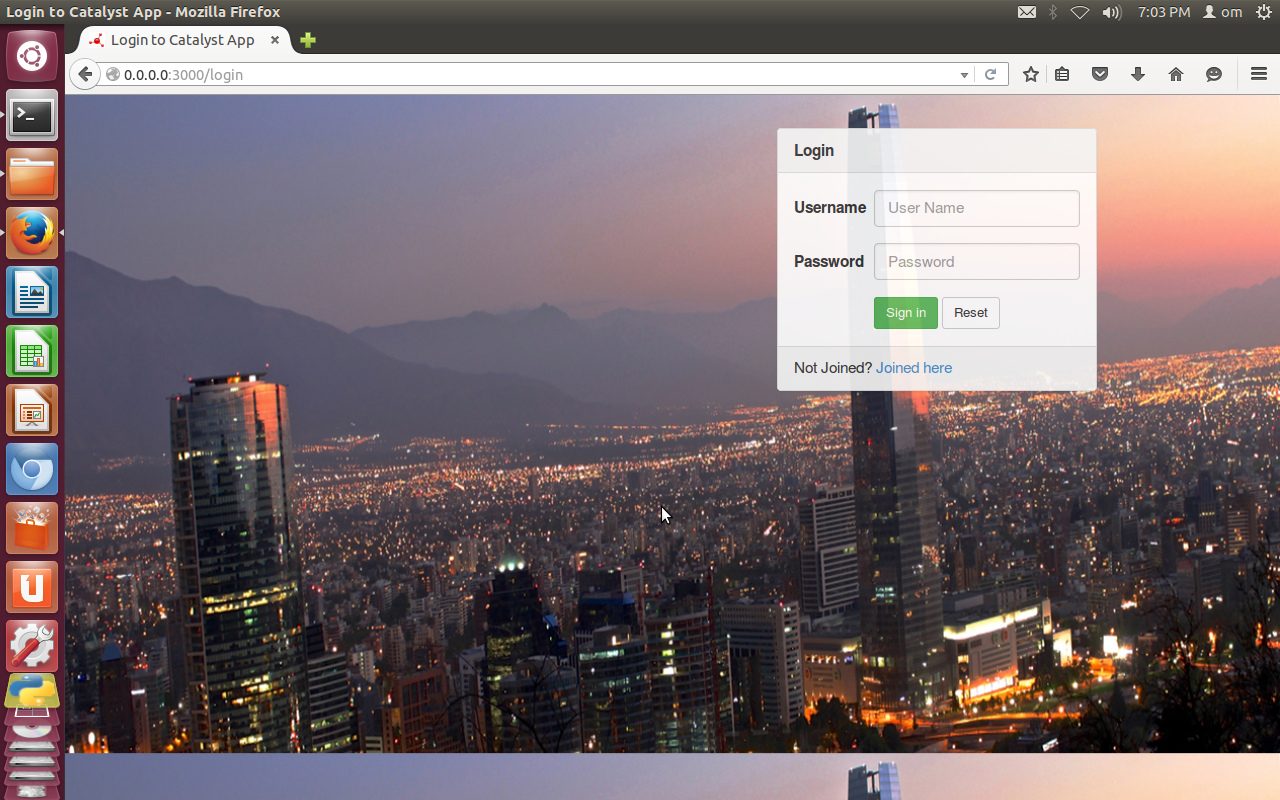 Login to Catalyst App - Mozilla Firefox
7:03 PM om
Login to Catalyst App
0.0.0.0:3000/login
Login
Username User Name
Password Password
Sign in Reset
Not Joined? Joined here